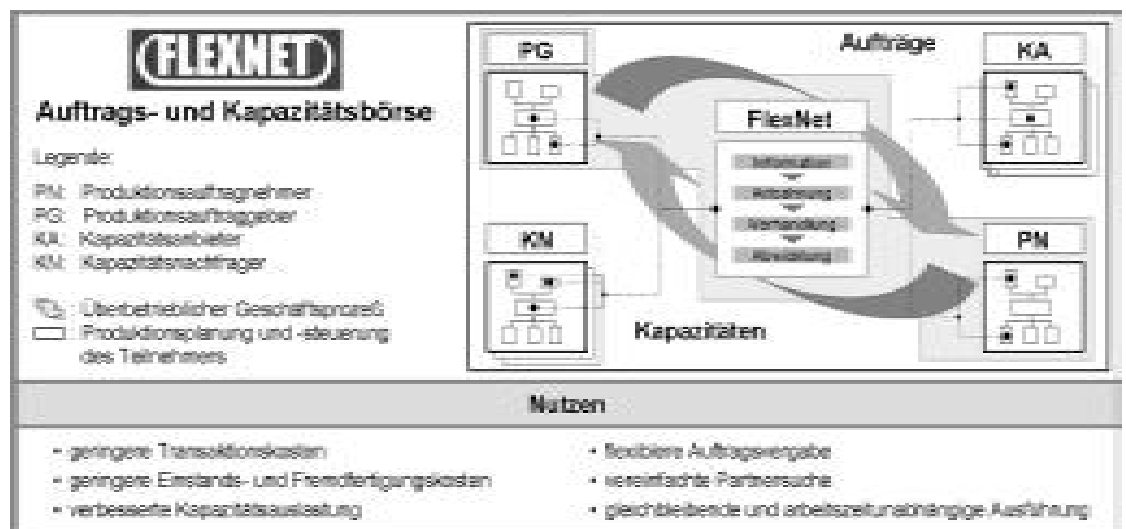 FLEXNET
Auftrags- und Kapazitätsbörse
Legende:
PN: Produktionsauftragnehmer
PG: Produktionsauftraggeber
KA: Kapazitätsanbieter
KN: Kapazitätsnachfrager
Überbetrieblicher Geschäftsprozeß
Produktionsplanung und -steuerung
des Teilnehmers
PG
Aufträge
KA
FlexNet
Information
Verhandlung
Abwicklung
KN
PN
Kapazitäten
Nutzen
• geringere Transaktionskosten
• geringere Einstands- und Fremdfertigungskosten
• verbesserte Kapazitätsauslastung
• flexiblere Auftragsvergabe
• vereinfachte Partnersuche
• gleichbleibende und arbeitszeitunabhängige Ausführung